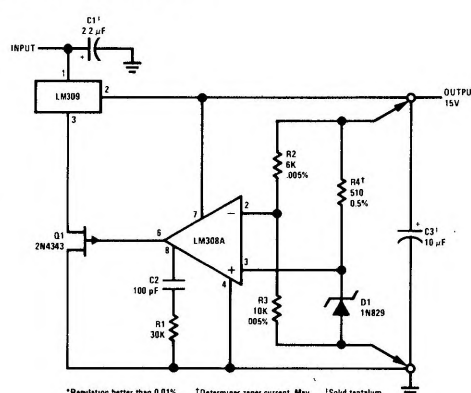 C1†
2.2 μF
INPUT
+
1
LM309
2
3
OUTPUT
15V
R2
6K
.005%
R4†
510
0.5%
7
Q1
2N4343
6
LM308A
−
2
8
+
3
4
C2
100 pF
R1
30K
R3
10K
.005%
D1
1N829
+
C3‡
10 μF
*Regulation better than 0.01%
†Determines zener current. May
‡Solid tantalum